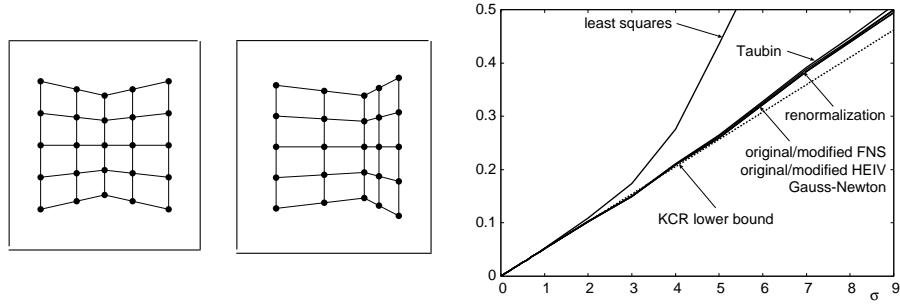 0.5
least squares
0.4
Taubin
0.3
renormalization
original/modified FNS
0.2
original/modified HEIV
Gauss-Newton
0.1
KCR lower bound
0
0 1 2 3 4 5 6 7 8 9
σ